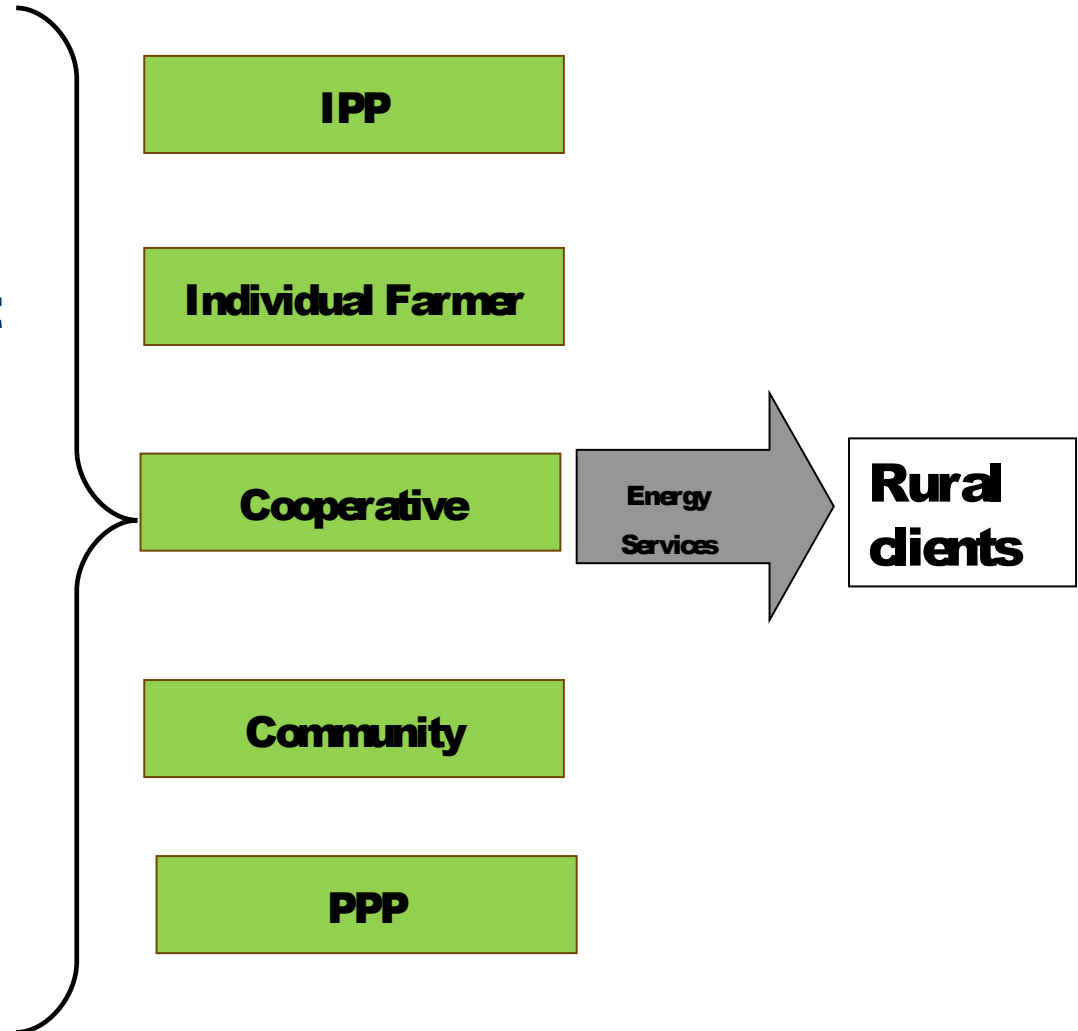 IPP
Individual Farmer
Cooperative
Energy
Services
Rural
clients
Community
PPP